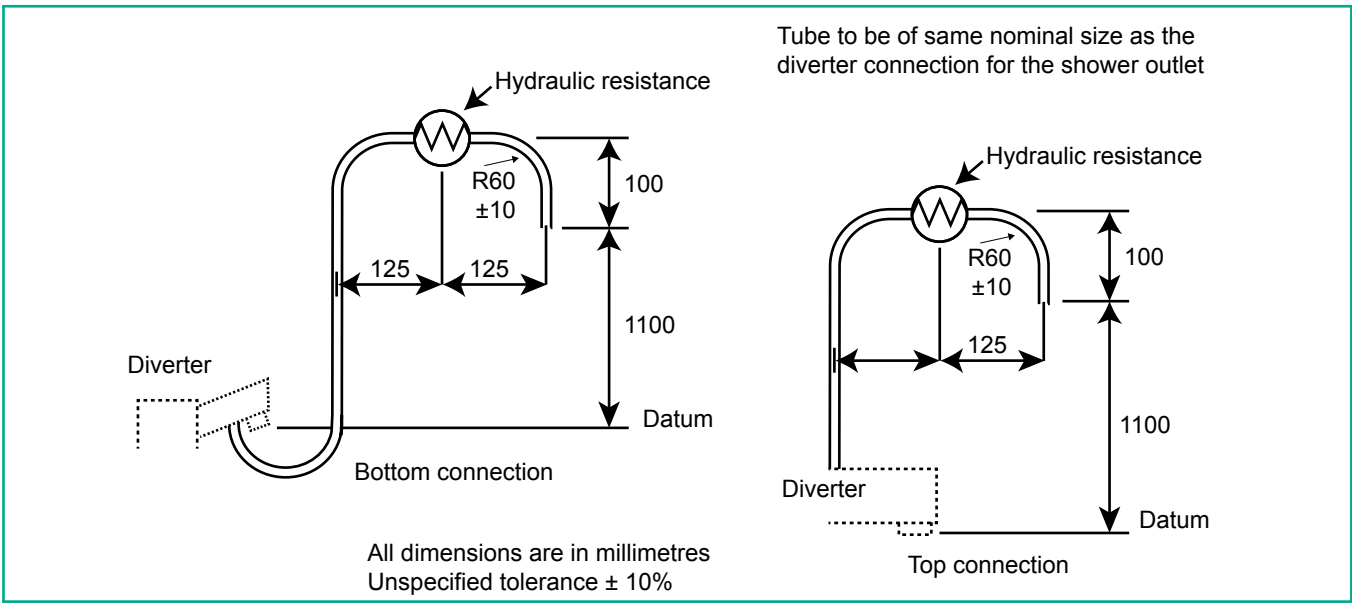 Tube to be of same nominal size as the
diverter connection for the shower outlet
Hydraulic resistance
R60
±10
100
125
125
1100
Diverter
Datum
Bottom connection
Hydraulic resistance
R60
±10
100
125
1100
Diverter
Datum
Top connection
All dimensions are in millimetres
Unspecified tolerance ± 10%